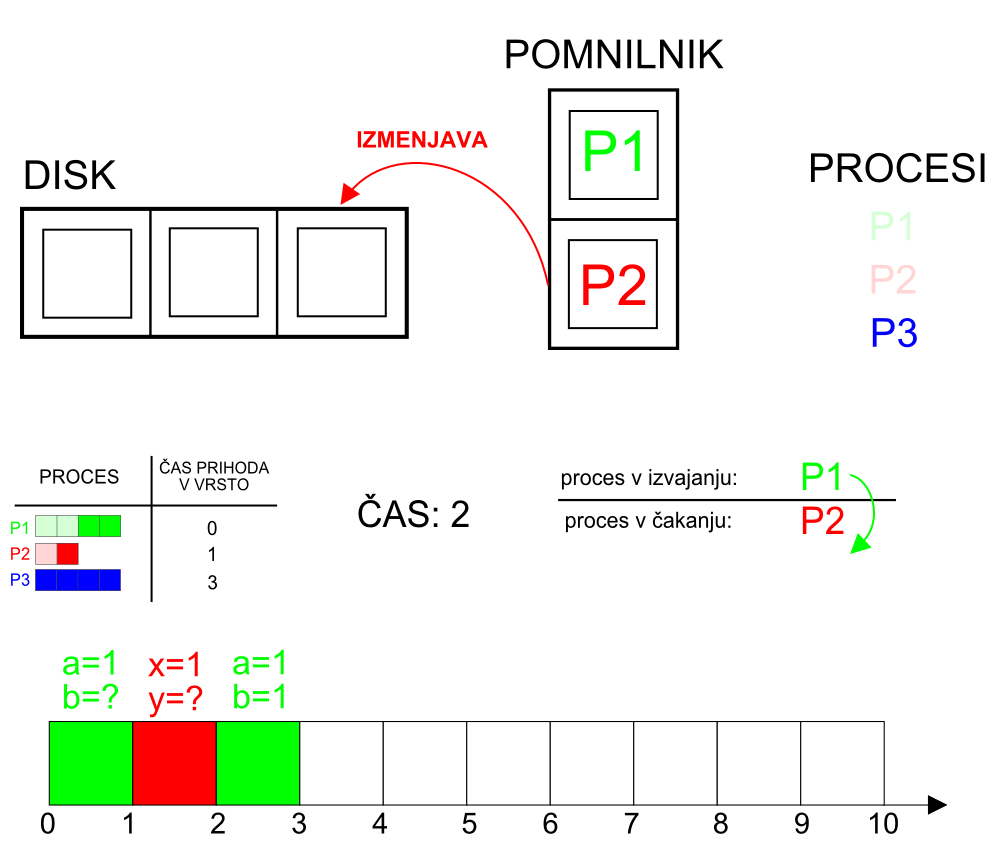 POMNILNIK
IZMENJAVA
P1
DISK
PROCESI
P1
P2
P2
P3
PROCES
ČAS PRIHODA
V VRSTO
P1 0
P2 1
P3 3
ČAS: 2
proces v izvajanju: P1
proces v čakanju: P2
a=1 x=1 a=1
b=? y=? b=1
0 1 2 3 4 5 6 7 8 9 10